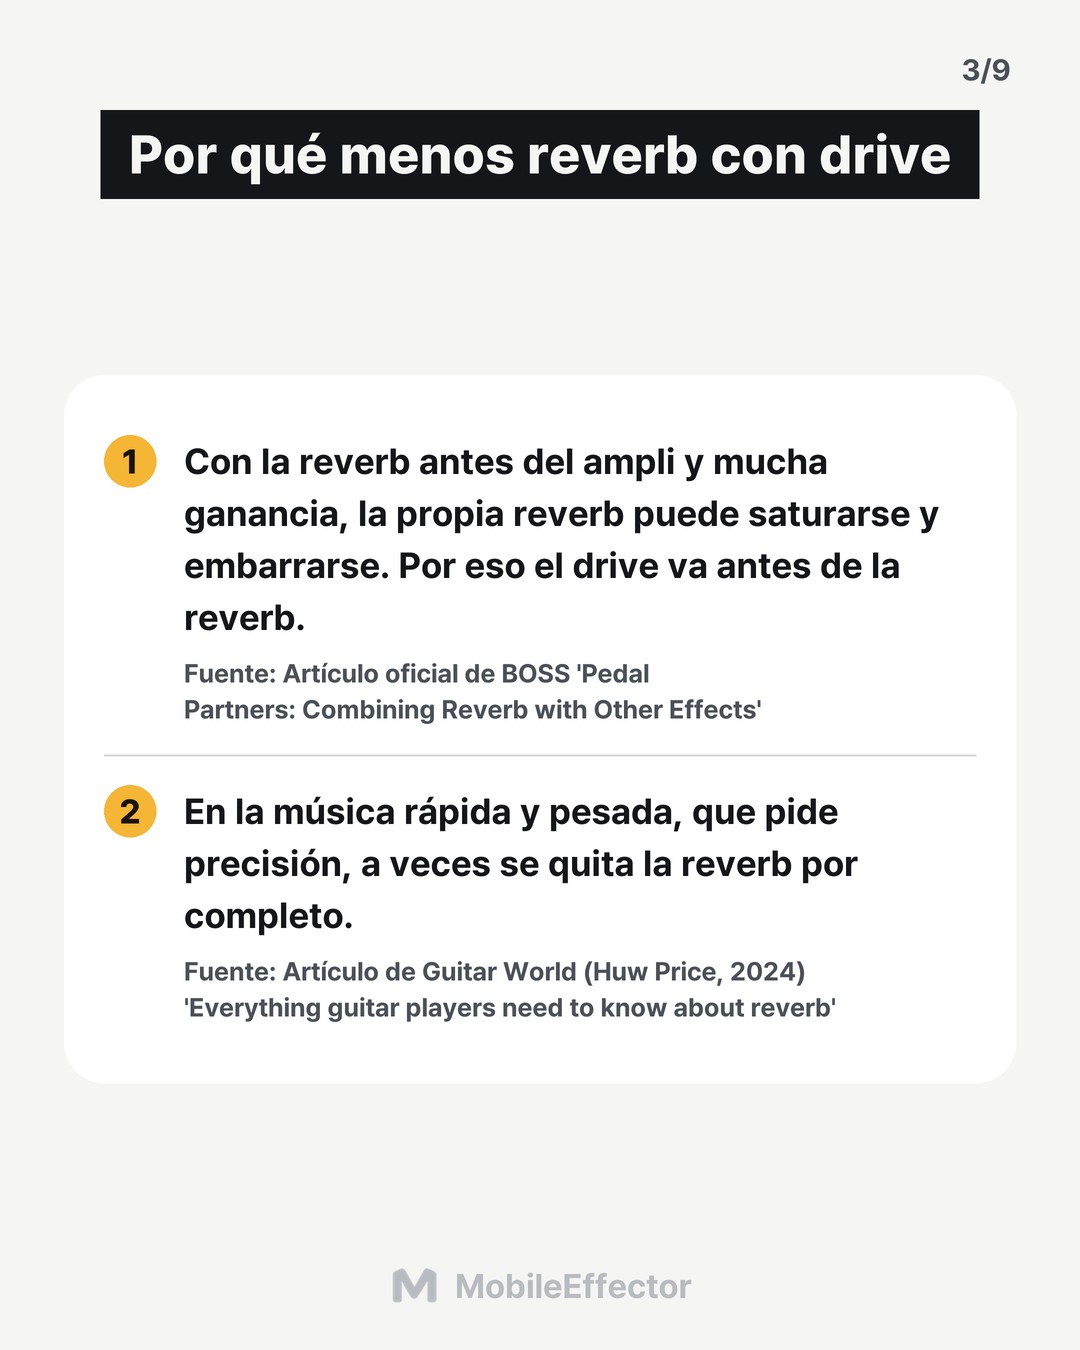 3/9
Por qué menos reverb con drive
1
Con la reverb antes del ampli y mucha
ganancia, la propia reverb puede saturarse y
embarrarse. Por eso el drive va antes de la
reverb.
Fuente: Artículo oficial de BOSS 'Pedal
Partners: Combining Reverb with Other Effects'
2
En la música rápida y pesada, que pide
precisión, a veces se quita la reverb por
completo.
Fuente: Artículo de Guitar World (Huw Price, 2024)
'Everything guitar players need to know about reverb'
MobileEffector